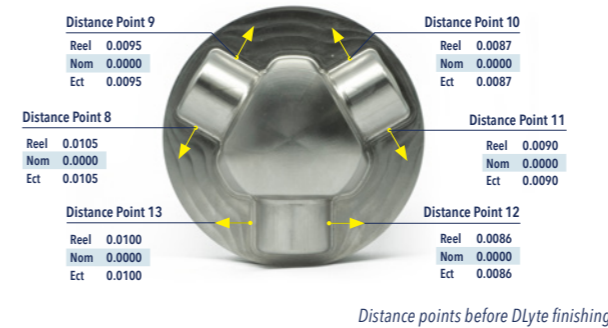 Distance Point 9
Reel 0.0095
Nom 0.0000
Ect 0.0095
Distance Point 10
Reel 0.0087
Nom 0.0000
Ect 0.0087
Distance Point 8
Reel 0.0105
Nom 0.0000
Ect 0.0105
Distance Point 11
Reel 0.0090
Nom 0.0000
Ect 0.0090
Distance Point 13
Reel 0.0100
Nom 0.0000
Ect 0.0100
Distance Point 12
Reel 0.0086
Nom 0.0000
Ect 0.0086
Distance points before DLyte finishing